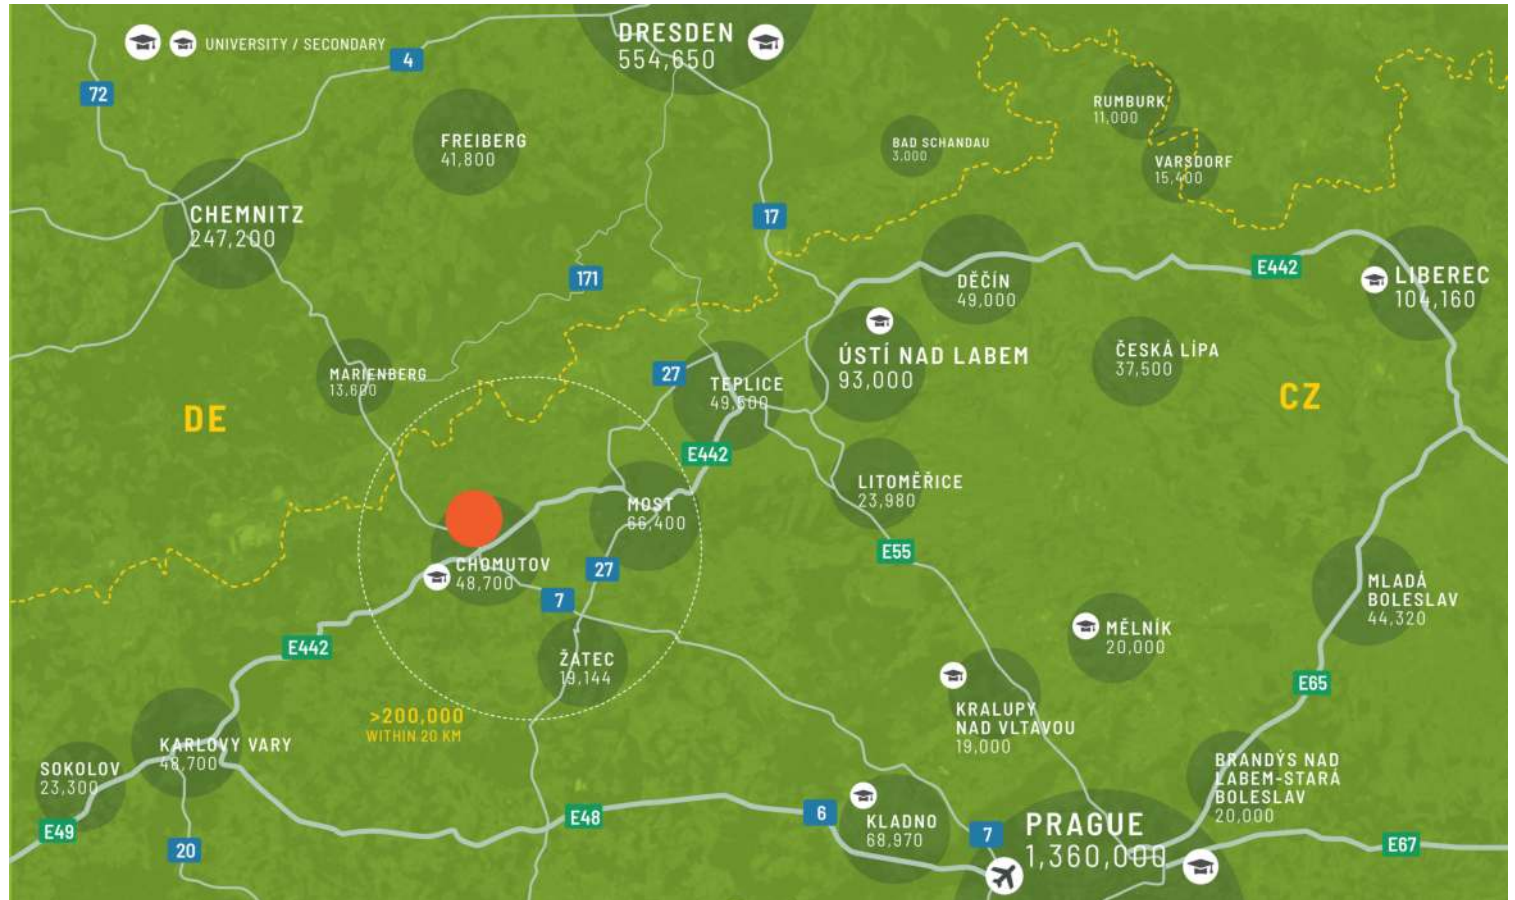 UNIVERSITY / SECONDARY
DRESDEN
554,650
4
72
FREIBERG
41,800
RUMBURK
11,000
BAD SCHANDAU
3,000
VARSDORF
15,400
CHEMNITZ
247,200
17
171
E442
DĚČÍN
49,000
LIBEREC
104,160
ÚSTÍ NAD LABEM
93,000
ČESKÁ LÍPA
37,500
MARIENBERG
13,600
27
TEPLICE
49,500
DE
CZ
E442
LITOMĚŘICE
23,980
MOST
66,400
E55
CHOMUTOV
48,700
27
7
MLADÁ
BOLESLAV
44,320
MĚLNÍK
20,000
E442
ŽATEC
19,144
E65
>200,000
WITHIN 20 KM
KRALUPY
NAD VLTAVOU
19,000
KARLOVY VARY
48,700
SOKOLOV
23,300
BRANDÝS NAD
LABEM-STARÁ
BOLESLAV
20,000
E49
20
E48
6
KLADNO
68,970
7
PRAGUE
1,360,000
E67